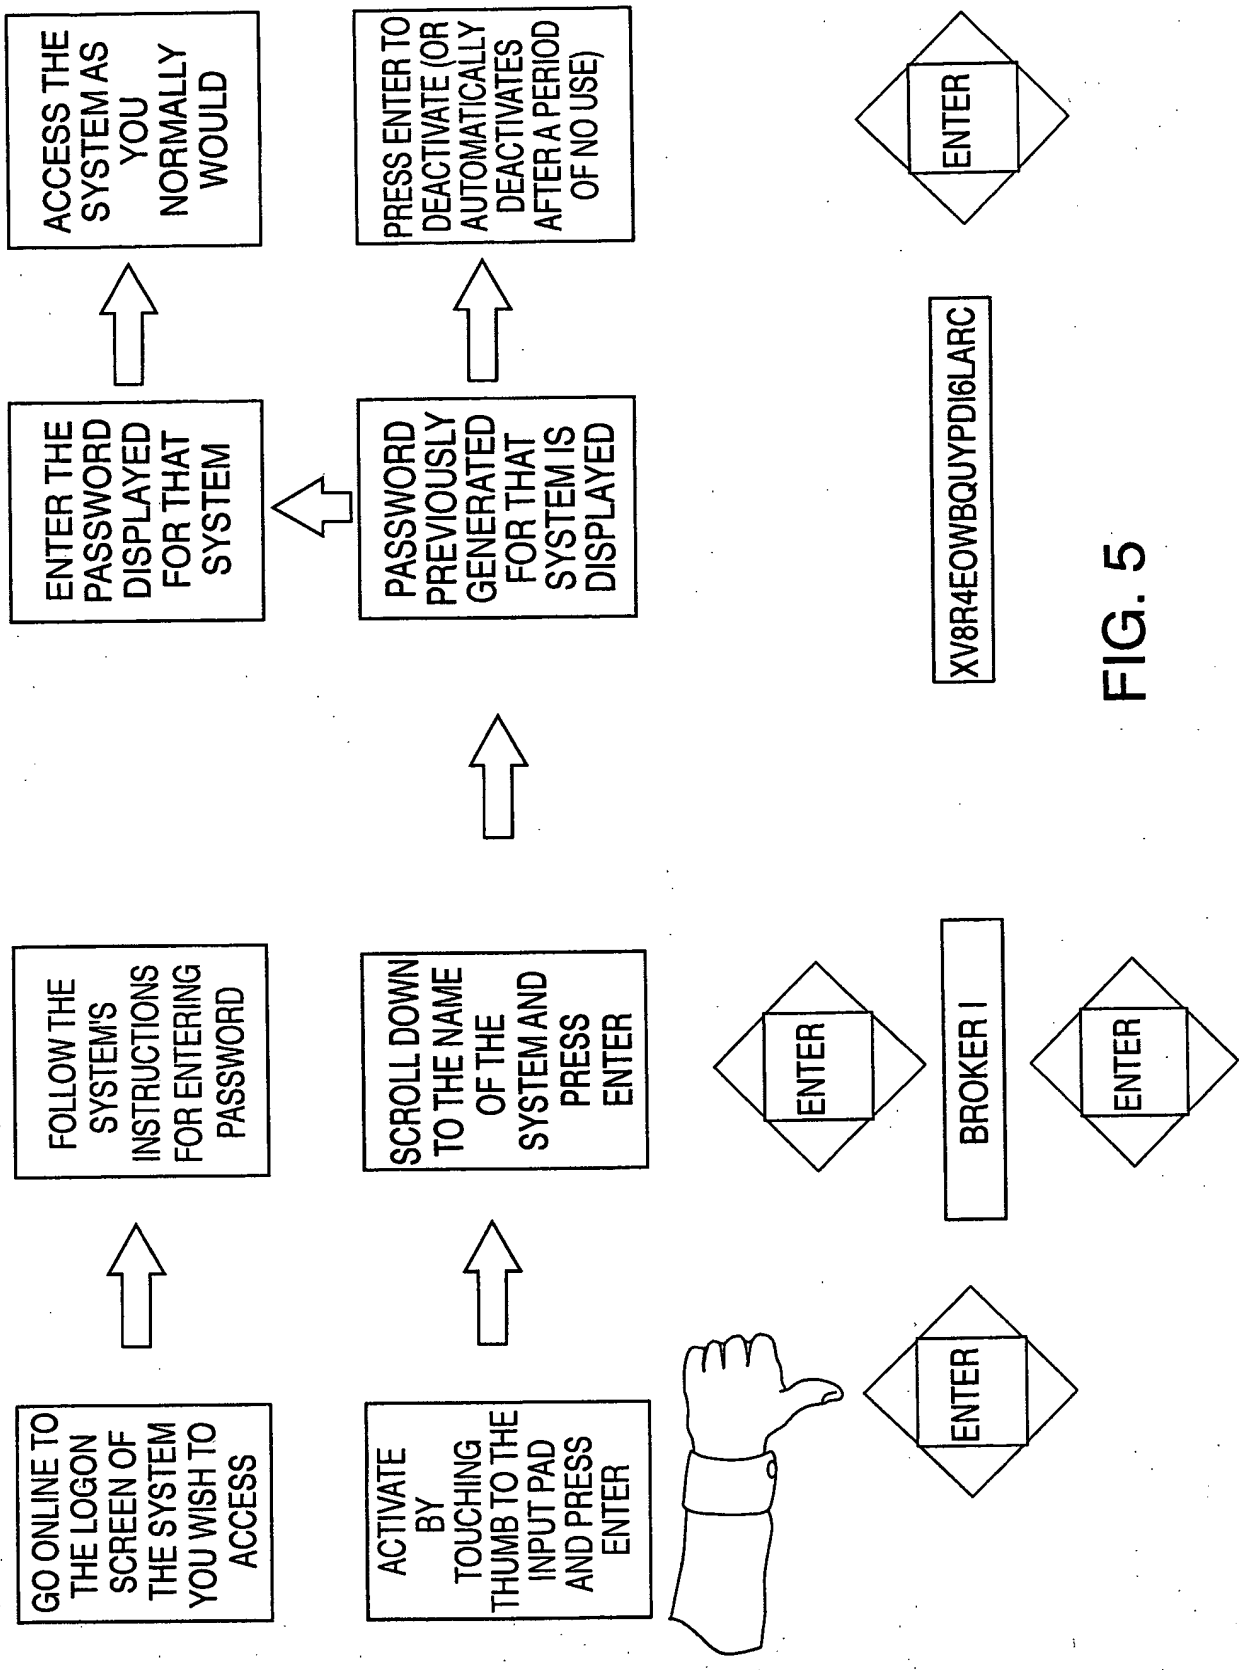 GO ONLINE TO
THE LOGON
SCREEN OF
THE SYSTEM
YOU WISH TO
ACCESS
FOLLOW THE
SYSTEM'S
INSTRUCTIONS
FOR ENTERING
PASSWORD
ENTER THE
PASSWORD
DISPLAYED
FOR THAT
SYSTEM
ACCESS THE
SYSTEM AS
YOU
NORMALLY
WOULD
ACTIVATE
BY
TOUCHING
THUMB TO THE
INPUT PAD
AND PRESS
ENTER
SCROLL DOWN
TO THE NAME
OF THE
SYSTEM AND
PRESS
ENTER
PASSWORD
PREVIOUSLY
GENERATED
FOR THAT
SYSTEM IS
DISPLAYED
PRESS ENTER TO
DEACTIVATE (OR
AUTOMATICALLY
DEACTIVATES
AFTER A PERIOD
OF NO USE)
ENTER
ENTER
BROKER I
ENTER
XV8R4EOWBQUYPDI6LARC
ENTER
FIG. 5